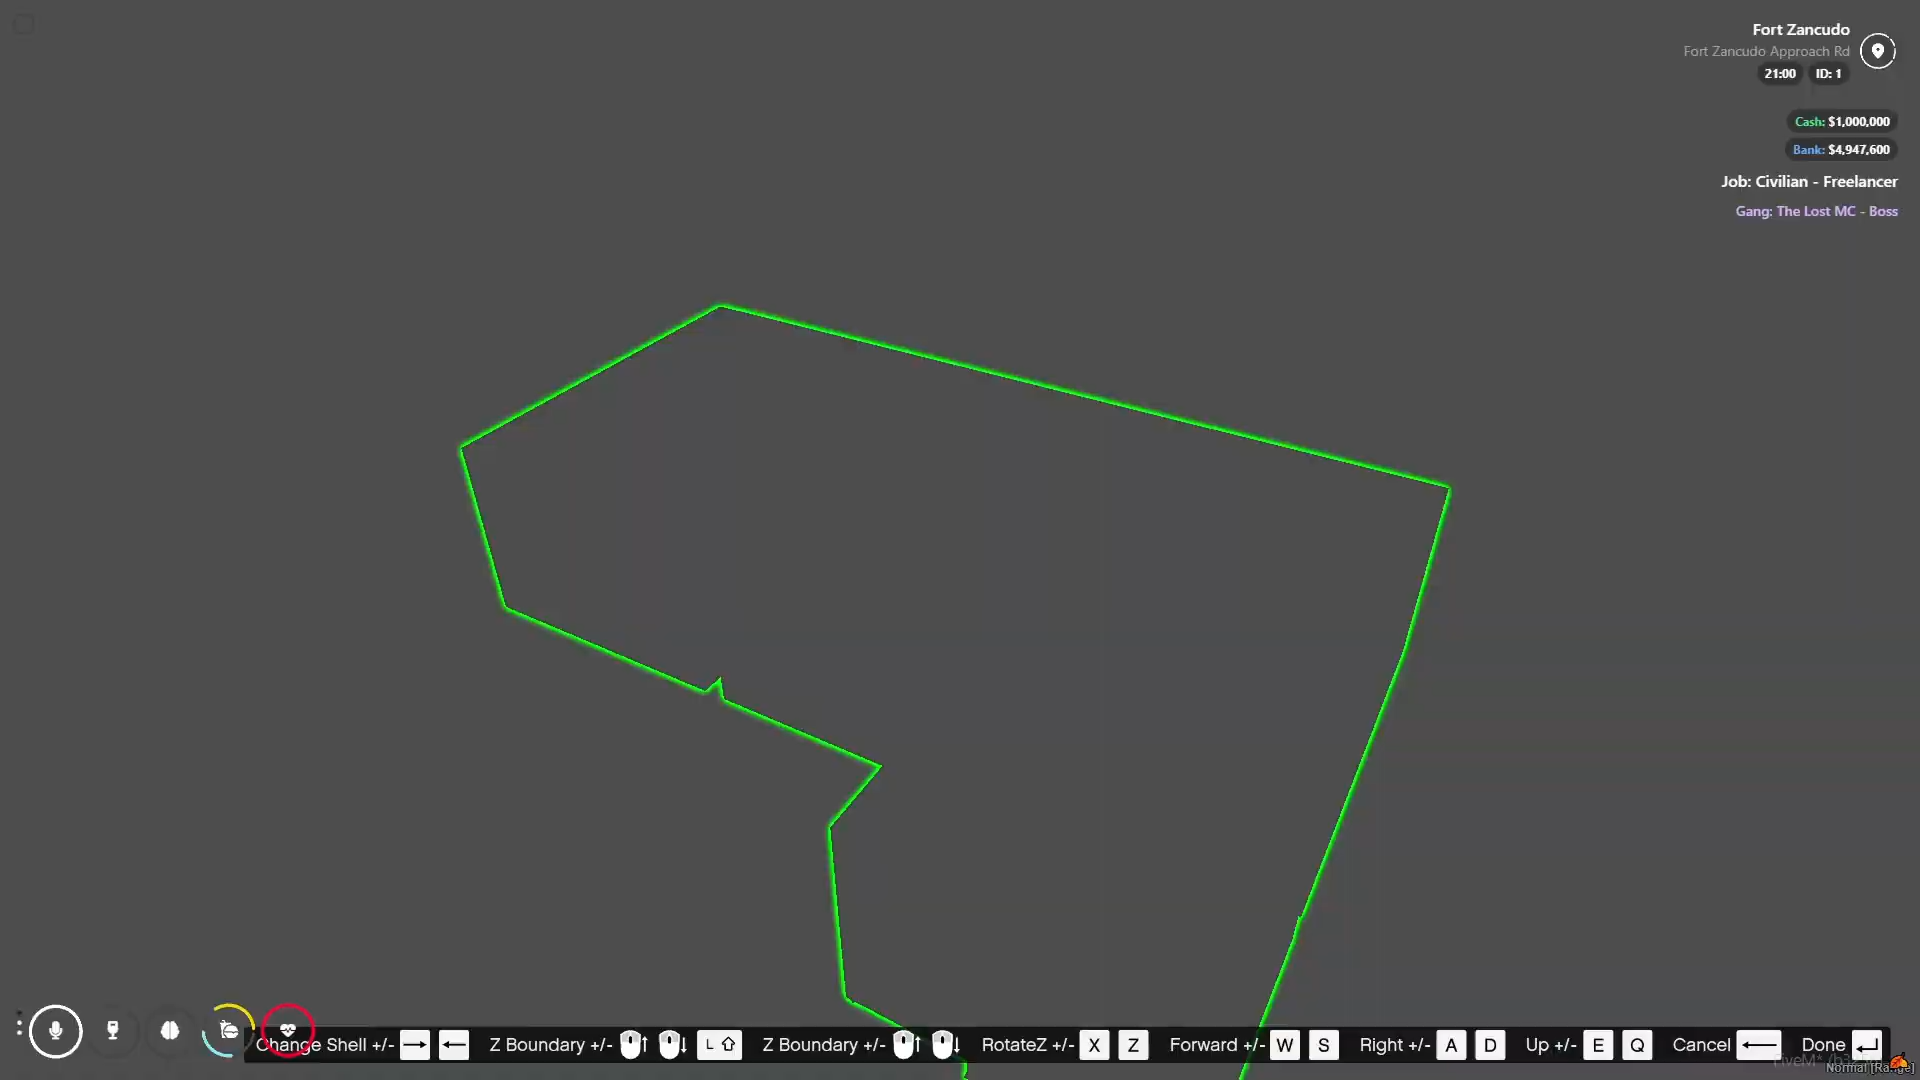 Fort Zancudo
Fort Zancudo Approach Rd
21:00 ID: 1
Cash: $1,000,000
Bank: $4,947,600
Job: Civilian - Freelancer
Gang: The Lost MC - Boss
Change Shell +/- Z Boundary +/- L Z Boundary +/- RotateZ +/- X Z Forward +/- W S Right +/- A D Up +/- E Q Cancel Done
Normal